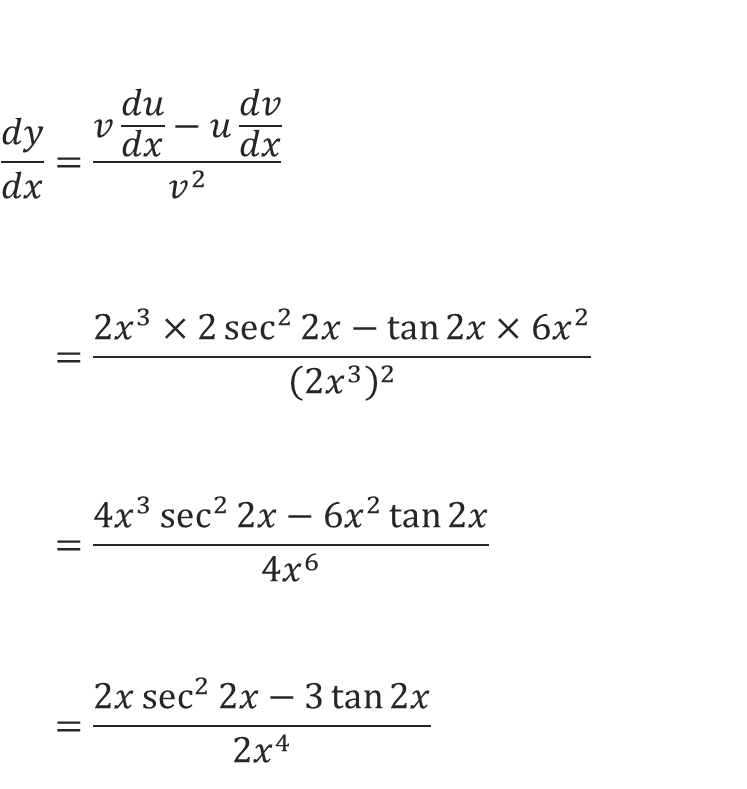 dy/dx = (v du/dx − u dv/dx) / v²
= (2x³ × 2 sec² 2x − tan 2x × 6x²) / (2x³)²
= (4x³ sec² 2x − 6x² tan 2x) / 4x⁶
= (2x sec² 2x − 3 tan 2x) / 2x⁴